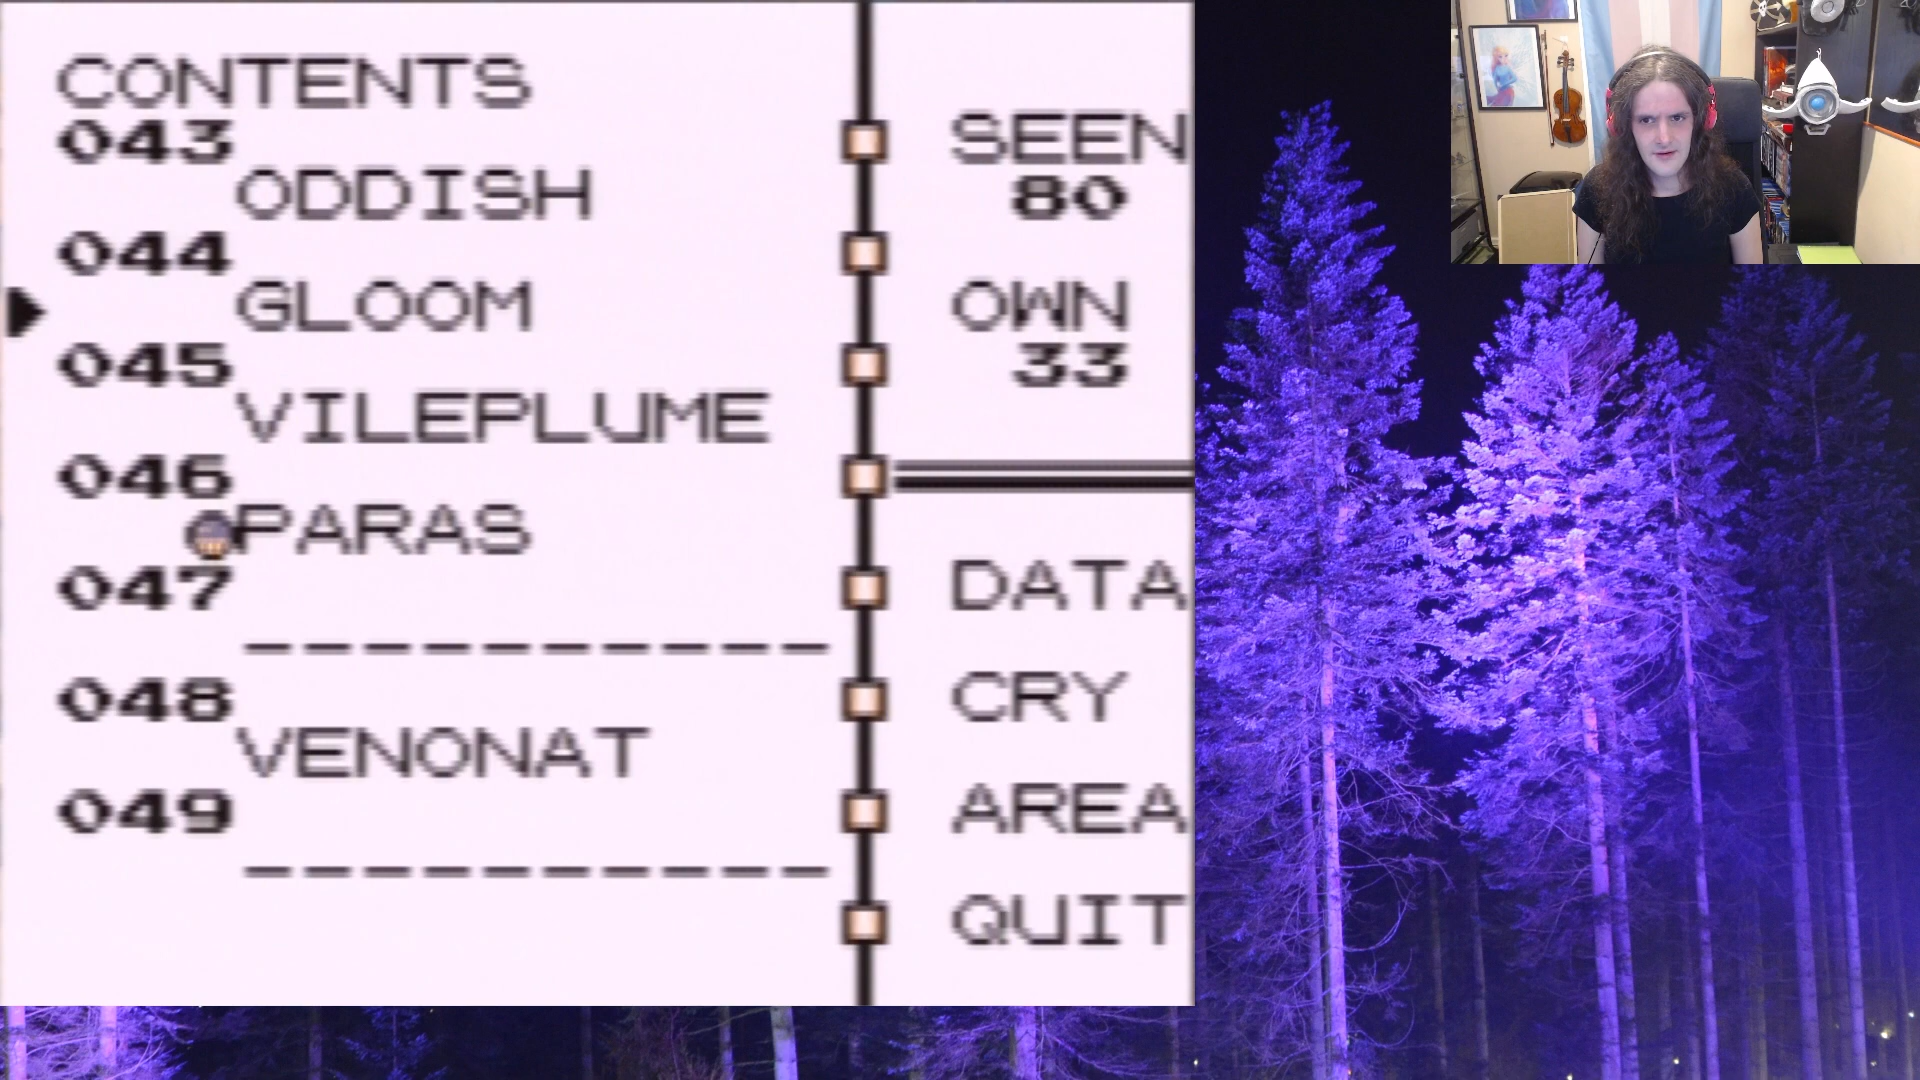 CONTENTS
043
ODDISH
044
GLOOM
045
VILEPLUME
046
PARAS
047
-----------
048
VENONAT
049
-----------
SEEN
80
OWN
33
DATA
CRY
AREA
QUIT